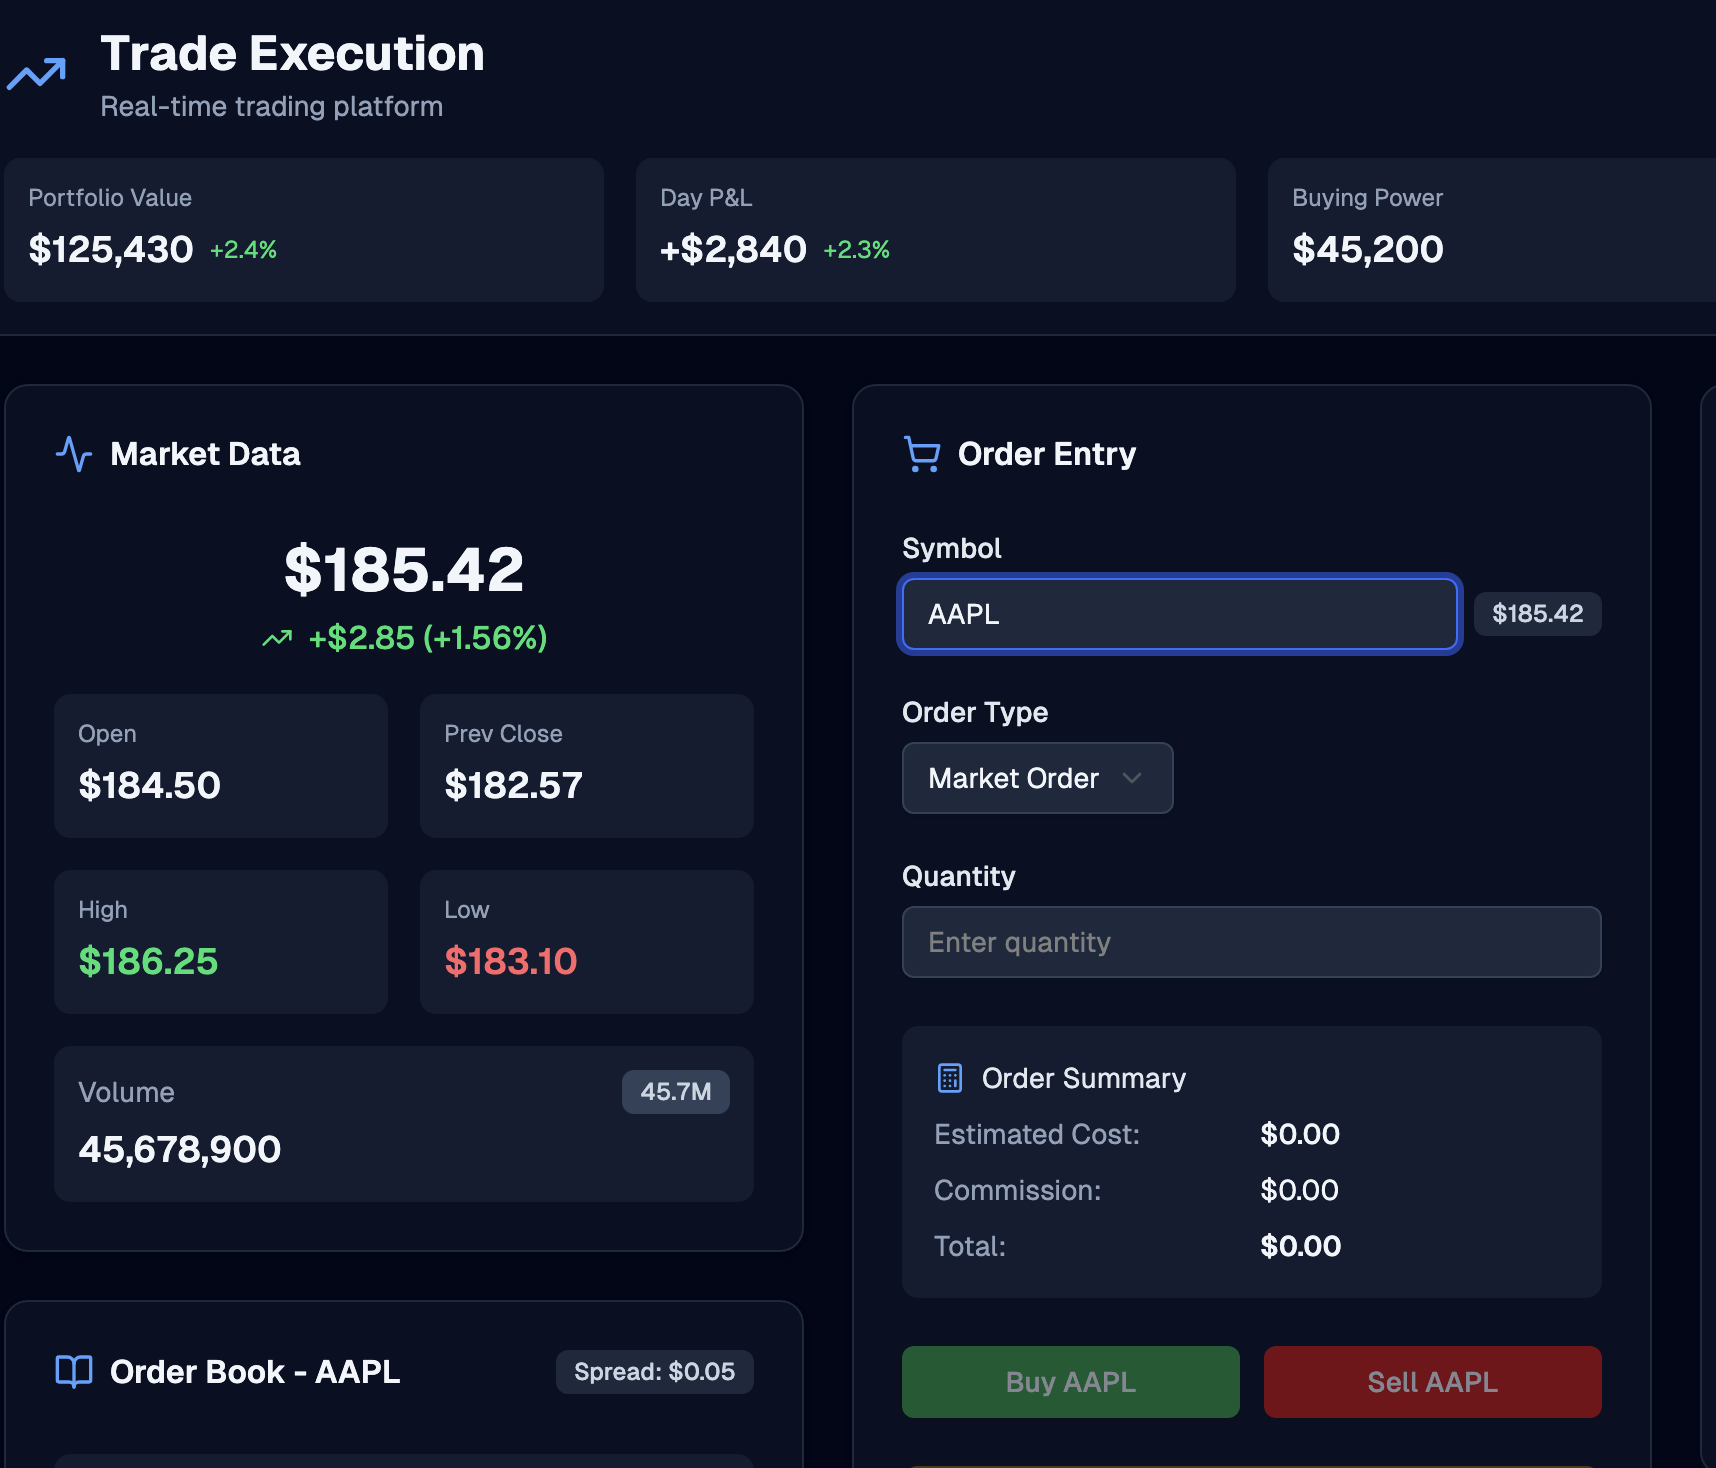 Trade Execution
Real-time trading platform
Portfolio Value
$125,430 +2.4%
Day P&L
+$2,840 +2.3%
Buying Power
$45,200
Market Data
$185.42
+$2.85 (+1.56%)
Open
$184.50
Prev Close
$182.57
High
$186.25
Low
$183.10
Volume 45.7M
45,678,900
Order Book - AAPL Spread: $0.05
Order Entry
Symbol
AAPL $185.42
Order Type
Market Order
Quantity
Enter quantity
Order Summary
Estimated Cost: $0.00
Commission: $0.00
Total: $0.00
Buy AAPL Sell AAPL